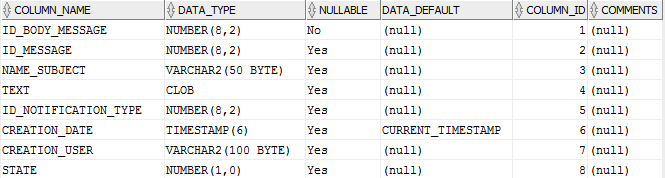 COLUMN_NAME DATA_TYPE NULLABLE DATA_DEFAULT COLUMN_ID COMMENTS
ID_BODY_MESSAGE NUMBER(8,2) No (null) 1 (null)
ID_MESSAGE NUMBER(8,2) Yes (null) 2 (null)
NAME_SUBJECT VARCHAR2(50 BYTE) Yes (null) 3 (null)
TEXT CLOB Yes (null) 4 (null)
ID_NOTIFICATION_TYPE NUMBER(8,2) Yes (null) 5 (null)
CREATION_DATE TIMESTAMP(6) Yes CURRENT_TIMESTAMP 6 (null)
CREATION_USER VARCHAR2(100 BYTE) Yes (null) 7 (null)
STATE NUMBER(1,0) Yes (null) 8 (null)